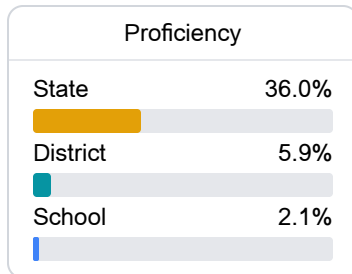 Proficiency
State 36.0%
District 5.9%
School 2.1%